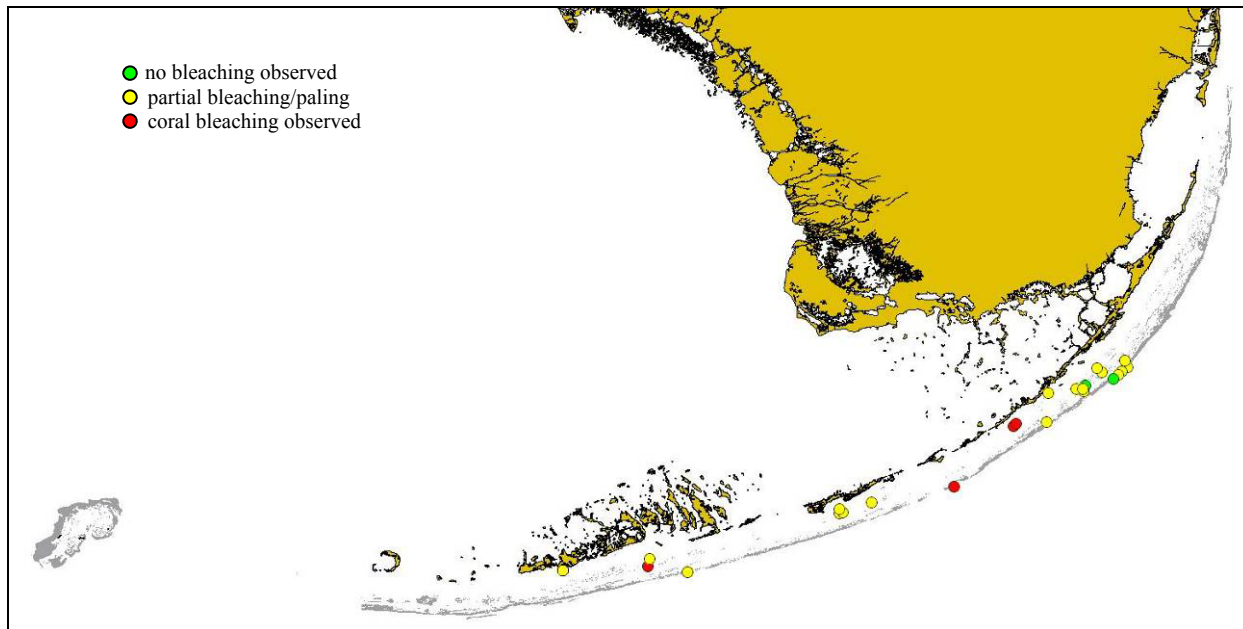 no bleaching observed
partial bleaching/paling
coral bleaching observed